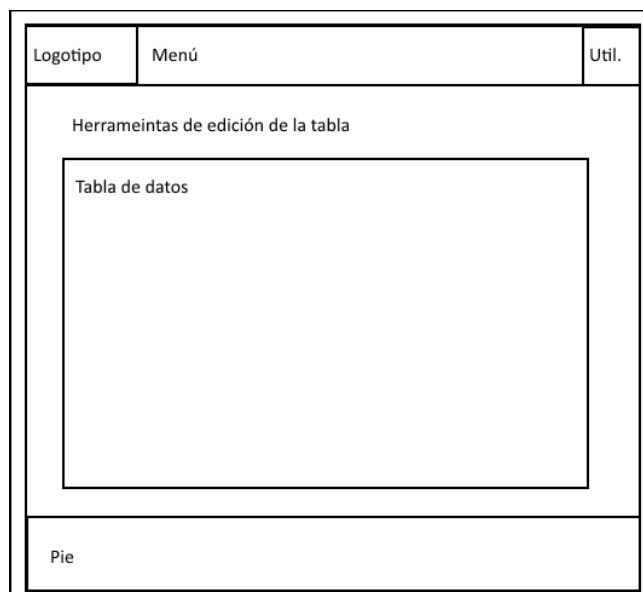 Logotipo
Menú
Util.
Herrameintas de edición de la tabla
Tabla de datos
Pie